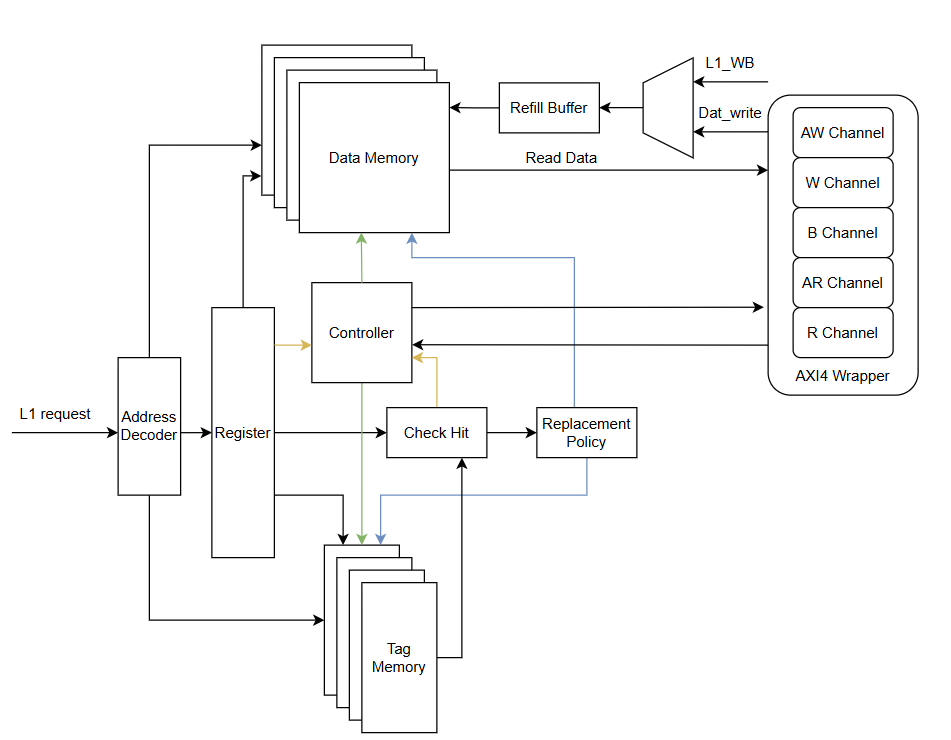 L1_WB
Refill Buffer
Dat_write
AW Channel
Data Memory
Read Data
W Channel
B Channel
AR Channel
Controller
R Channel
AXI4 Wrapper
L1 request
Address
Decoder
Register
Check Hit
Replacement
Policy
Tag
Memory